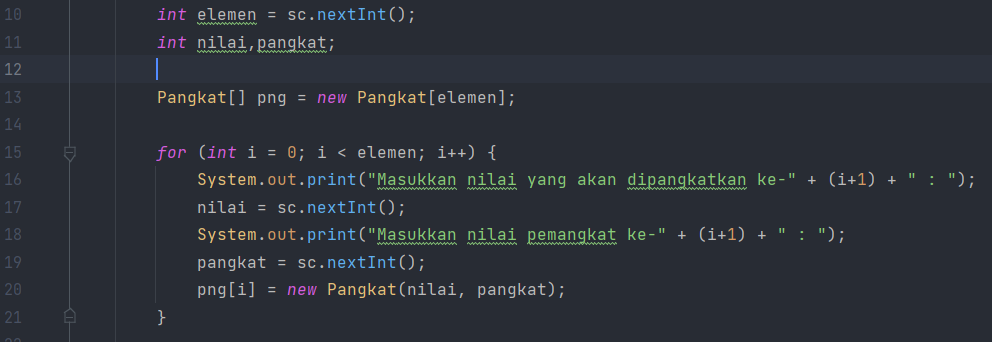 10 int elemen = sc.nextInt();
11 int nilai,pangkat;
12
13 Pangkat[] png = new Pangkat[elemen];
14
15 for (int i = 0; i < elemen; i++) {
16 System.out.print("Masukkan nilai yang akan dipangkatkan ke-" + (i+1) + " : ");
17 nilai = sc.nextInt();
18 System.out.print("Masukkan nilai pemangkat ke-" + (i+1) + " : ");
19 pangkat = sc.nextInt();
20 png[i] = new Pangkat(nilai, pangkat);
21 }